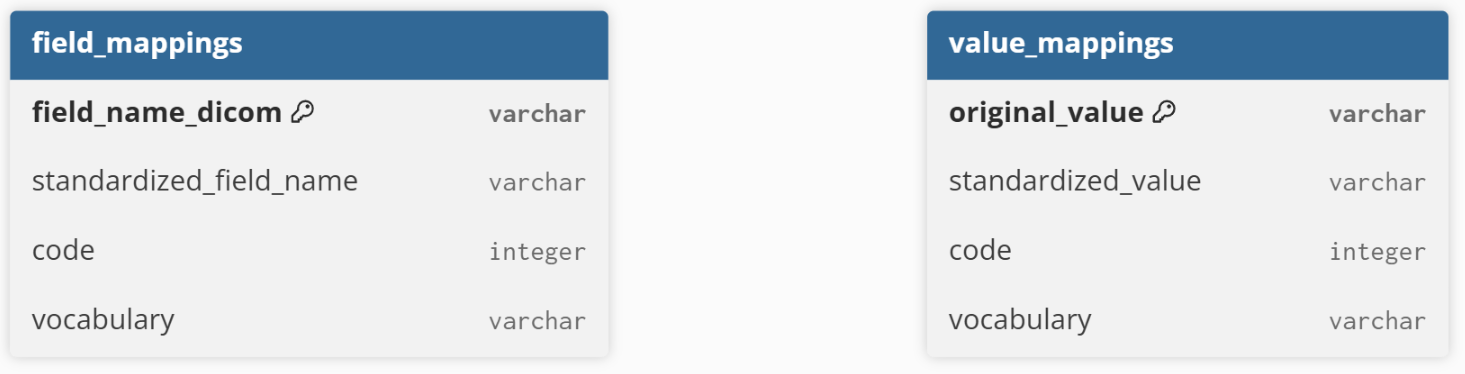 field_mappings
field_name_dicom varchar
standardized_field_name varchar
code integer
vocabulary varchar
value_mappings
original_value varchar
standardized_value varchar
code integer
vocabulary varchar